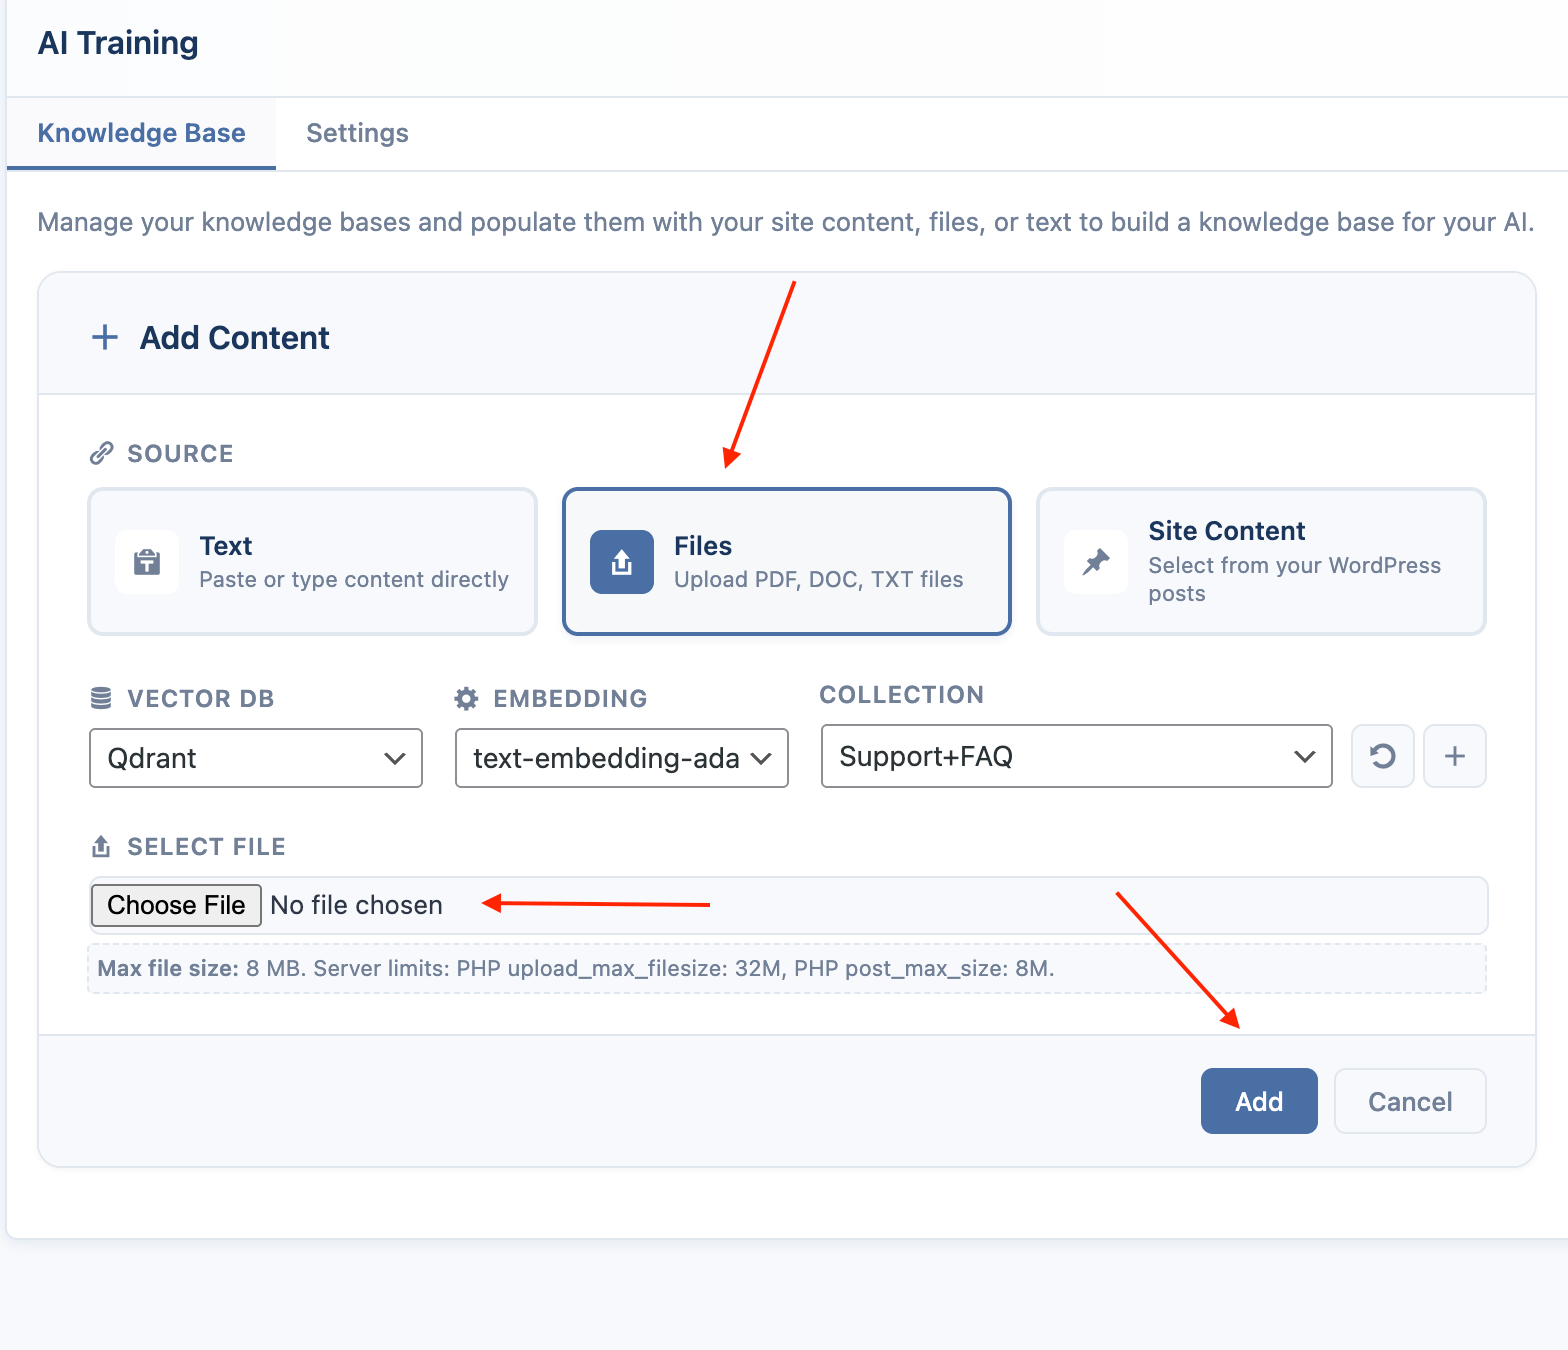 AI Training
Knowledge Base
Settings
Manage your knowledge bases and populate them with your site content, files, or text to build a knowledge base for your AI.
Add Content
SOURCE
Text
Paste or type content directly
Files
Upload PDF, DOC, TXT files
Site Content
Select from your WordPress
posts
VECTOR DB
EMBEDDING
COLLECTION
Qdrant
text-embedding-ada
Support+FAQ
SELECT FILE
Choose File No file chosen
Max file size: 8 MB. Server limits: PHP upload_max_filesize: 32M, PHP post_max_size: 8M.
Add
Cancel